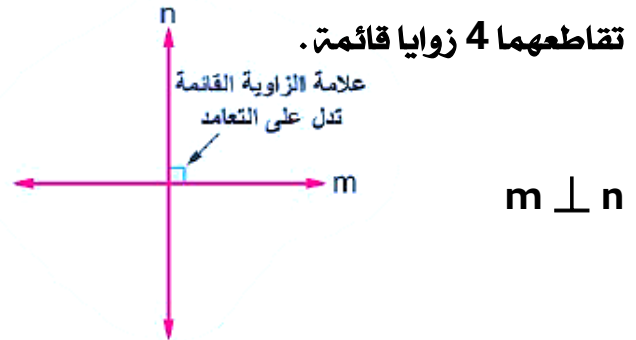 تقاطعهما 4 زوايا قائمة .
n
علامة الزاوية القائمة
تدل على التعامد
m
m ⊥ n